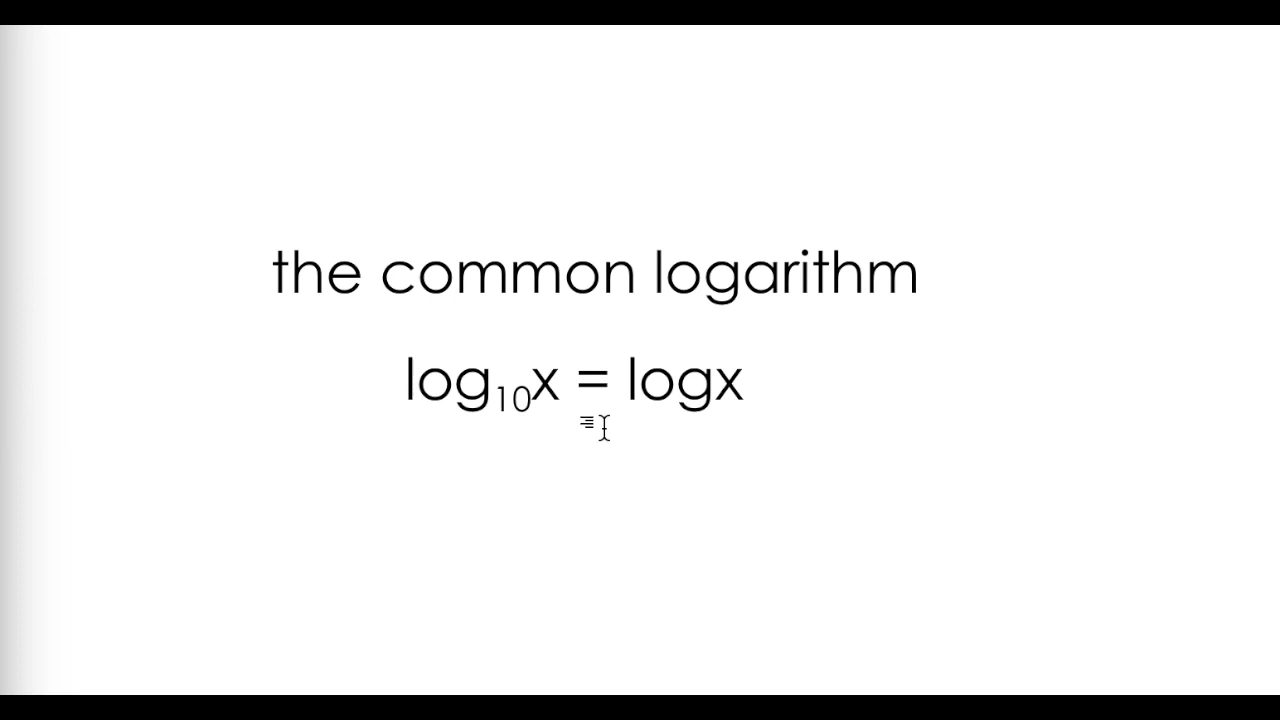 the common logarithm
log₁₀x = logx